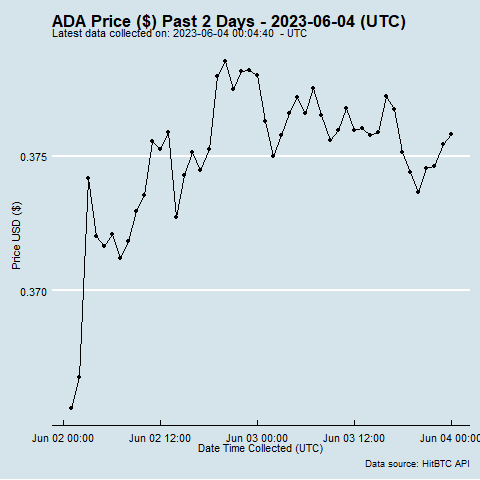 ADA Price ($) Past 2 Days - 2023-06-04 (UTC)
Latest data collected on: 2023-06-04 00:04:40  - UTC
0.375
Price USD ($)
0.370
Jun 02 00:00 Jun 02 12:00 Jun 03 00:00 Jun 03 12:00 Jun 04 00:00
Date Time Collected (UTC)
Data source: HitBTC API